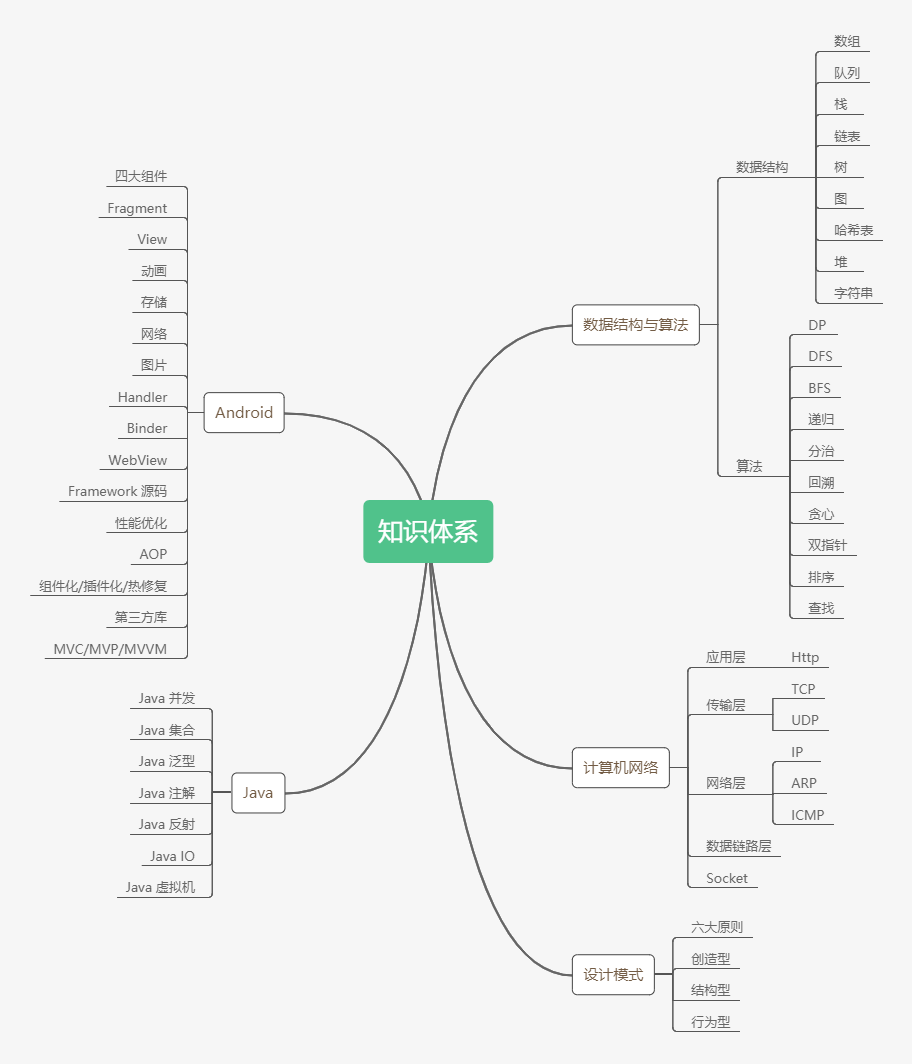 知识体系
数据结构与算法
数据结构
数组
队列
栈
链表
树
图
哈希表
堆
字符串
算法
DP
DFS
BFS
递归
分治
回溯
贪心
双指针
排序
查找
计算机网络
应用层
Http
传输层
TCP
UDP
网络层
IP
ARP
ICMP
数据链路层
Socket
设计模式
六大原则
创造型
结构型
行为型
Android
四大组件
Fragment
View
动画
存储
网络
图片
Handler
Binder
WebView
Framework 源码
性能优化
AOP
组件化/插件化/热修复
第三方库
MVC/MVP/MVVM
Java
Java 并发
Java 集合
Java 泛型
Java 注解
Java 反射
Java IO
Java 虚拟机